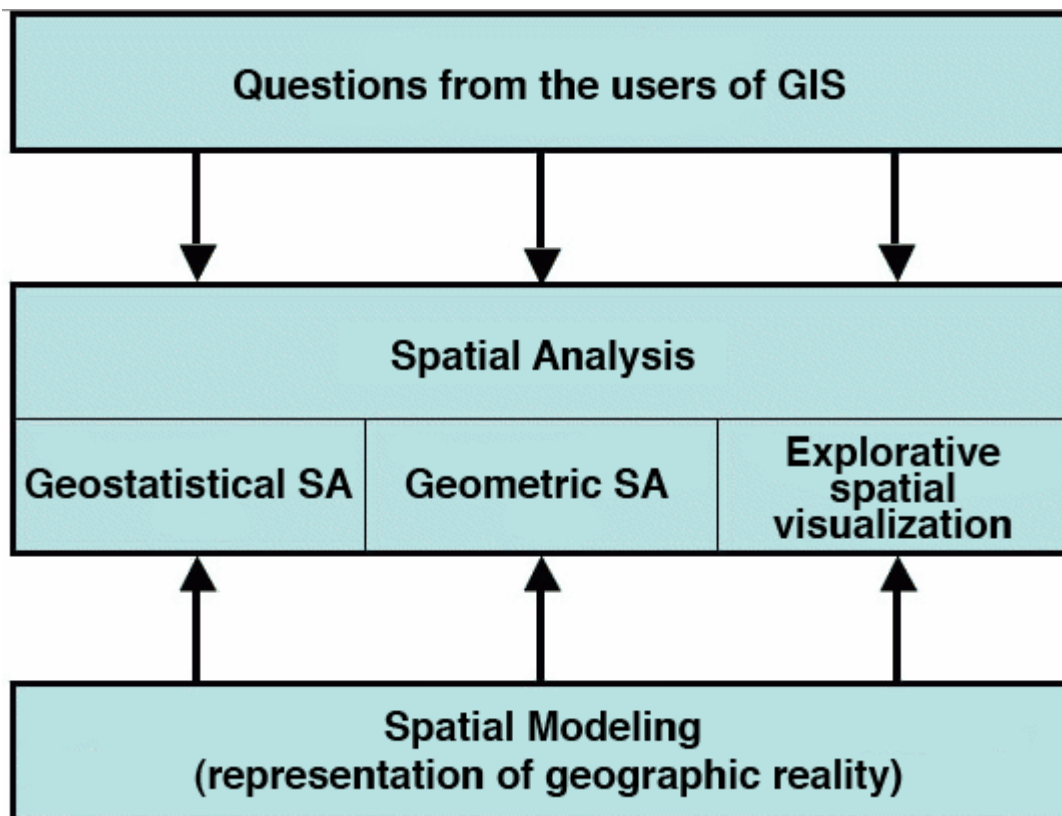 Questions from the users of GIS
Spatial Analysis
Geostatistical SA
Geometric SA
Explorative
spatial
visualization
Spatial Modeling
(representation of geographic reality)